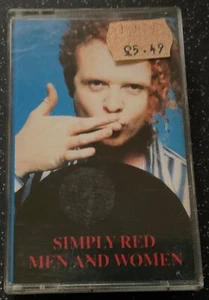 £5.49
SIMPLY RED
MEN AND WOMEN